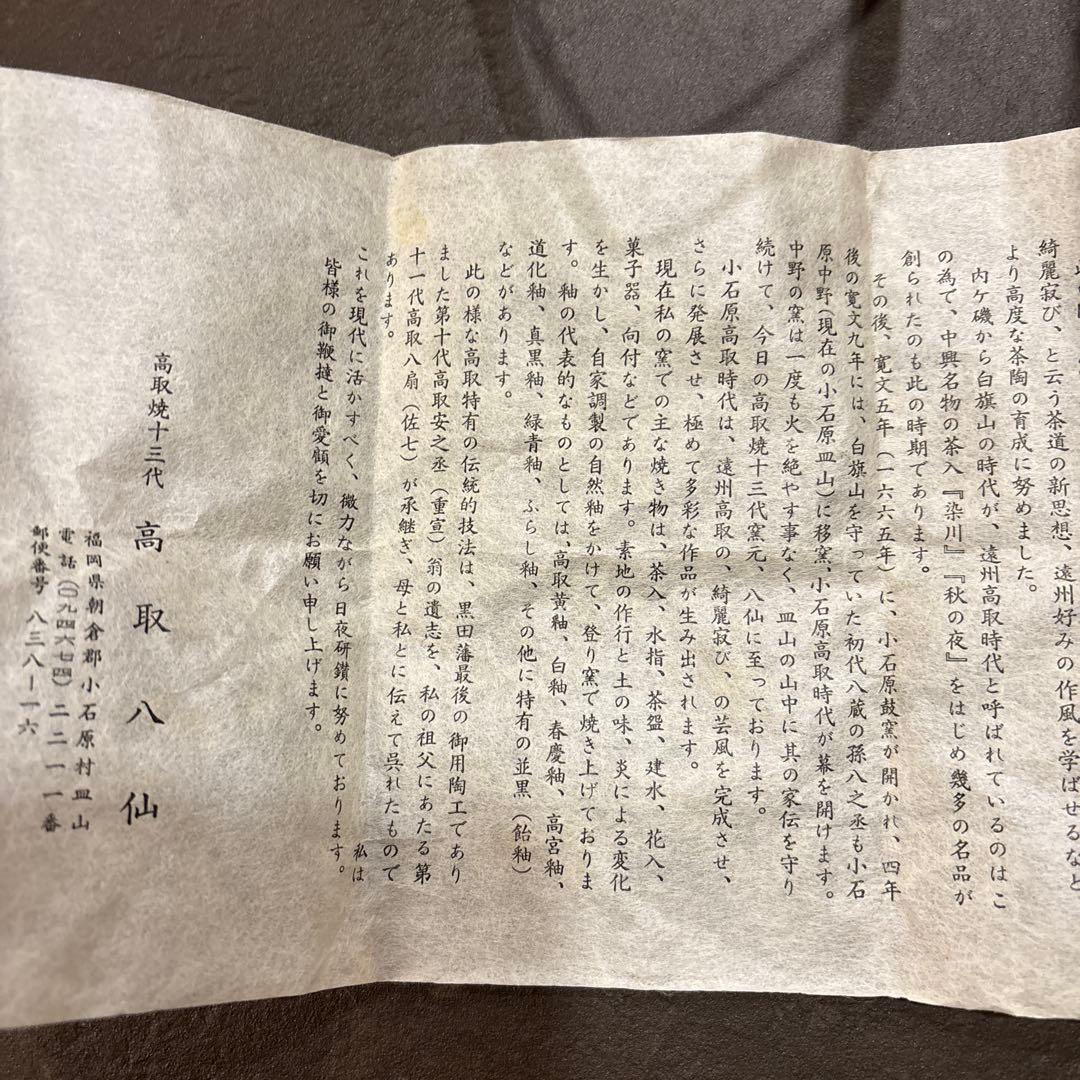 綺麗寂び、と云う茶道の新思想、遠州好みの作風を学ばせるなど
より高度な茶陶の育成に努めました。
内ケ磯から白旗山の時代が、遠州高取時代と呼ばれているのはこ
の為で、中興名物の茶入『染川』『秋の夜』をはじめ幾多の名品が
創られたのも此の時期であります。
その後、寛文五年（一六六五年）に、小石原鼓窯が開かれ、四年
後の寛文九年には、白旗山を守っていた初代八蔵の孫八之丞も小石
原中野（現在の小石原皿山）に移窯、小石原高取時代が幕を開けます。
中野の窯は一度も火を絶やす事なく、皿山の山中に其の家伝を守り
続けて、今日の高取焼十三代窯元、八仙に至っております。
小石原高取時代は、遠州高取の、綺麗寂び、の芸風を完成させ、
さらに発展させ、極めて多彩な作品が生み出されます。
現在私の窯での主な焼き物は、茶入、水指、茶盌、建水、花入、
菓子器、向付などであります。素地の作行と土の味、炎による変化
を生かし、自家調製の自然釉をかけて、登り窯で焼き上げておりま
す。釉の代表的なものとしては、高取黄釉、白釉、春慶釉、高宮釉、
道化釉、真黒釉、緑青釉、ふらし釉、その他に特有の並黒（飴釉）
などがあります。
此の様な高取特有の伝統的技法は、黒田藩最後の御用陶工であり
ました第十代高取安之丞（重宣）翁の遺志を、私の祖父にあたる第
十一代高取八扇（佐七）が承継ぎ、母と私とに伝えて呉れたもので
あります。
私は
これを現代に活かすべく、微力ながら日夜研鑽に努めております。
皆様の御鞭撻と御愛顧を切にお願い申し上げます。
高取焼十三代 高取八仙
福岡県朝倉郡小石原村皿山
電話（〇九四六七四）二二一一番
郵便番号 八三八－一六